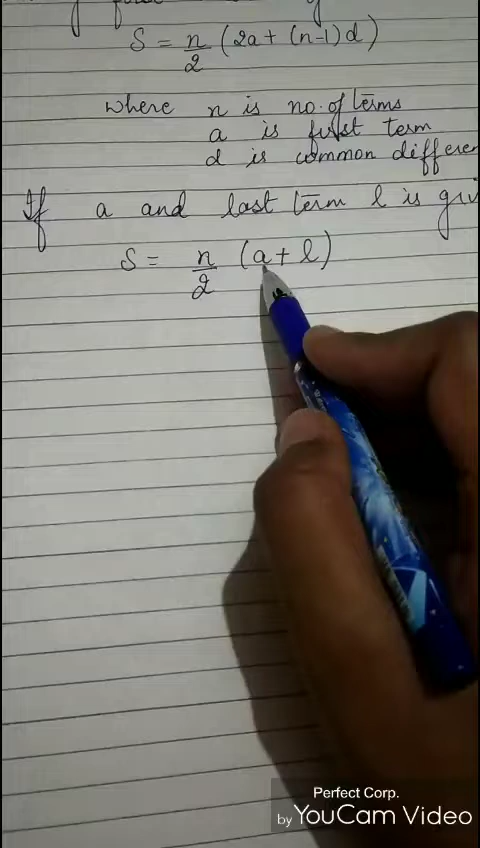 S = n/2 (2a + (n-1)d)
where n is no. of terms
a is first term
d is common differen
If a and last term l is giv
S = n/2 (a + l)
Perfect Corp.
by YouCam Video